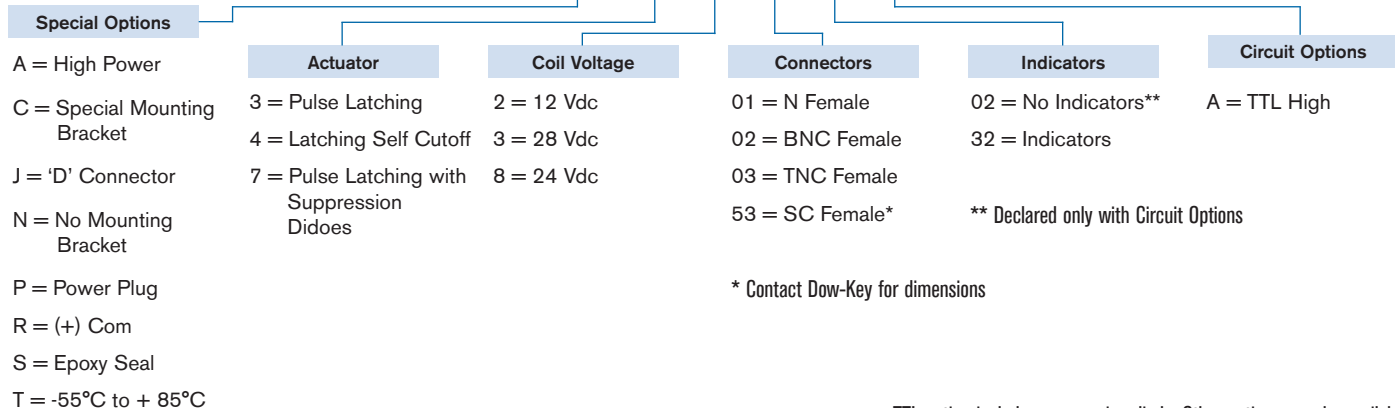 Special Options
A = High Power
C = Special Mounting
Bracket
J = 'D' Connector
N = No Mounting
Bracket
P = Power Plug
R = (+) Com
S = Epoxy Seal
T = -55°C to + 85°C
Actuator
3 = Pulse Latching
4 = Latching Self Cutoff
7 = Pulse Latching with
Suppression
Didoes
Coil Voltage
2 = 12 Vdc
3 = 28 Vdc
8 = 24 Vdc
Connectors
01 = N Female
02 = BNC Female
03 = TNC Female
53 = SC Female*
* Contact Dow-Key for dimensions
Indicators
02 = No Indicators**
32 = Indicators
** Declared only with Circuit Options
Circuit Options
A = TTL High